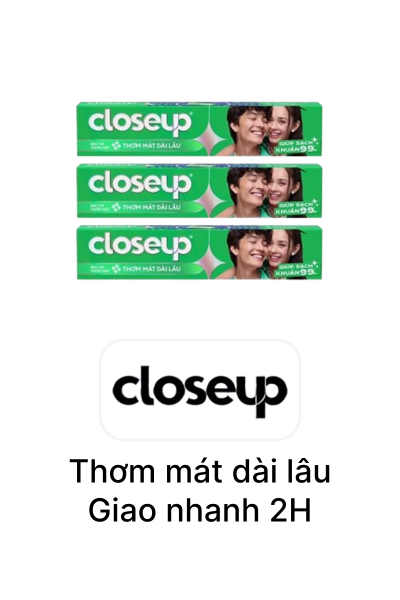 closeup
THƠM MÁT DÀI LÂU
GIÚP SẠCH
KHUẨN 99%
closeup
THƠM MÁT DÀI LÂU
GIÚP SẠCH
KHUẨN 99%
closeup
THƠM MÁT DÀI LÂU
GIÚP SẠCH
KHUẨN 99%
closeup
Thơm mát dài lâu
Giao nhanh 2H